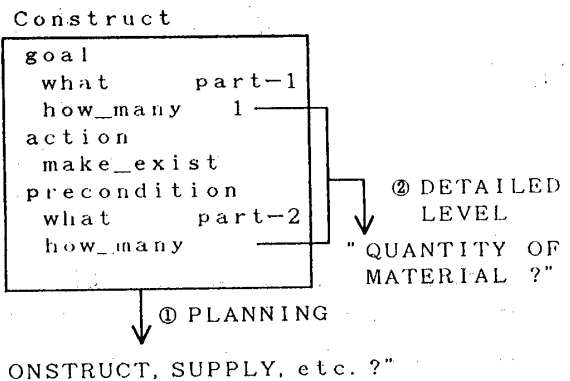 Construct
goal
what part-1
how_many 1
action
make_exist
precondition
what part-2
how_many
② DETAILED
LEVEL
"QUANTITY OF
MATERIAL ?"
① PLANNING
ONSTRUCT, SUPPLY, etc. ?"